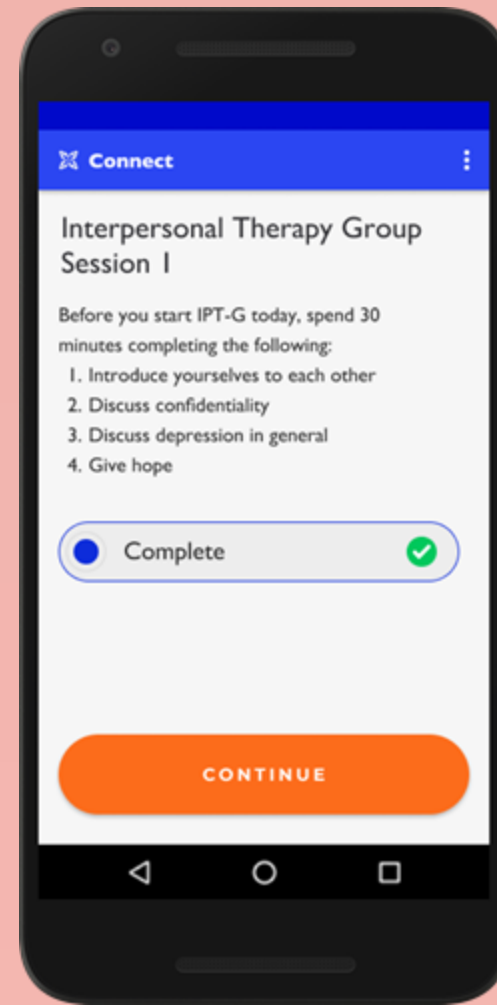 Connect
Interpersonal Therapy Group
Session 1
Before you start IPT-G today, spend 30
minutes completing the following:
1. Introduce yourselves to each other
2. Discuss confidentiality
3. Discuss depression in general
4. Give hope
Complete
CONTINUE